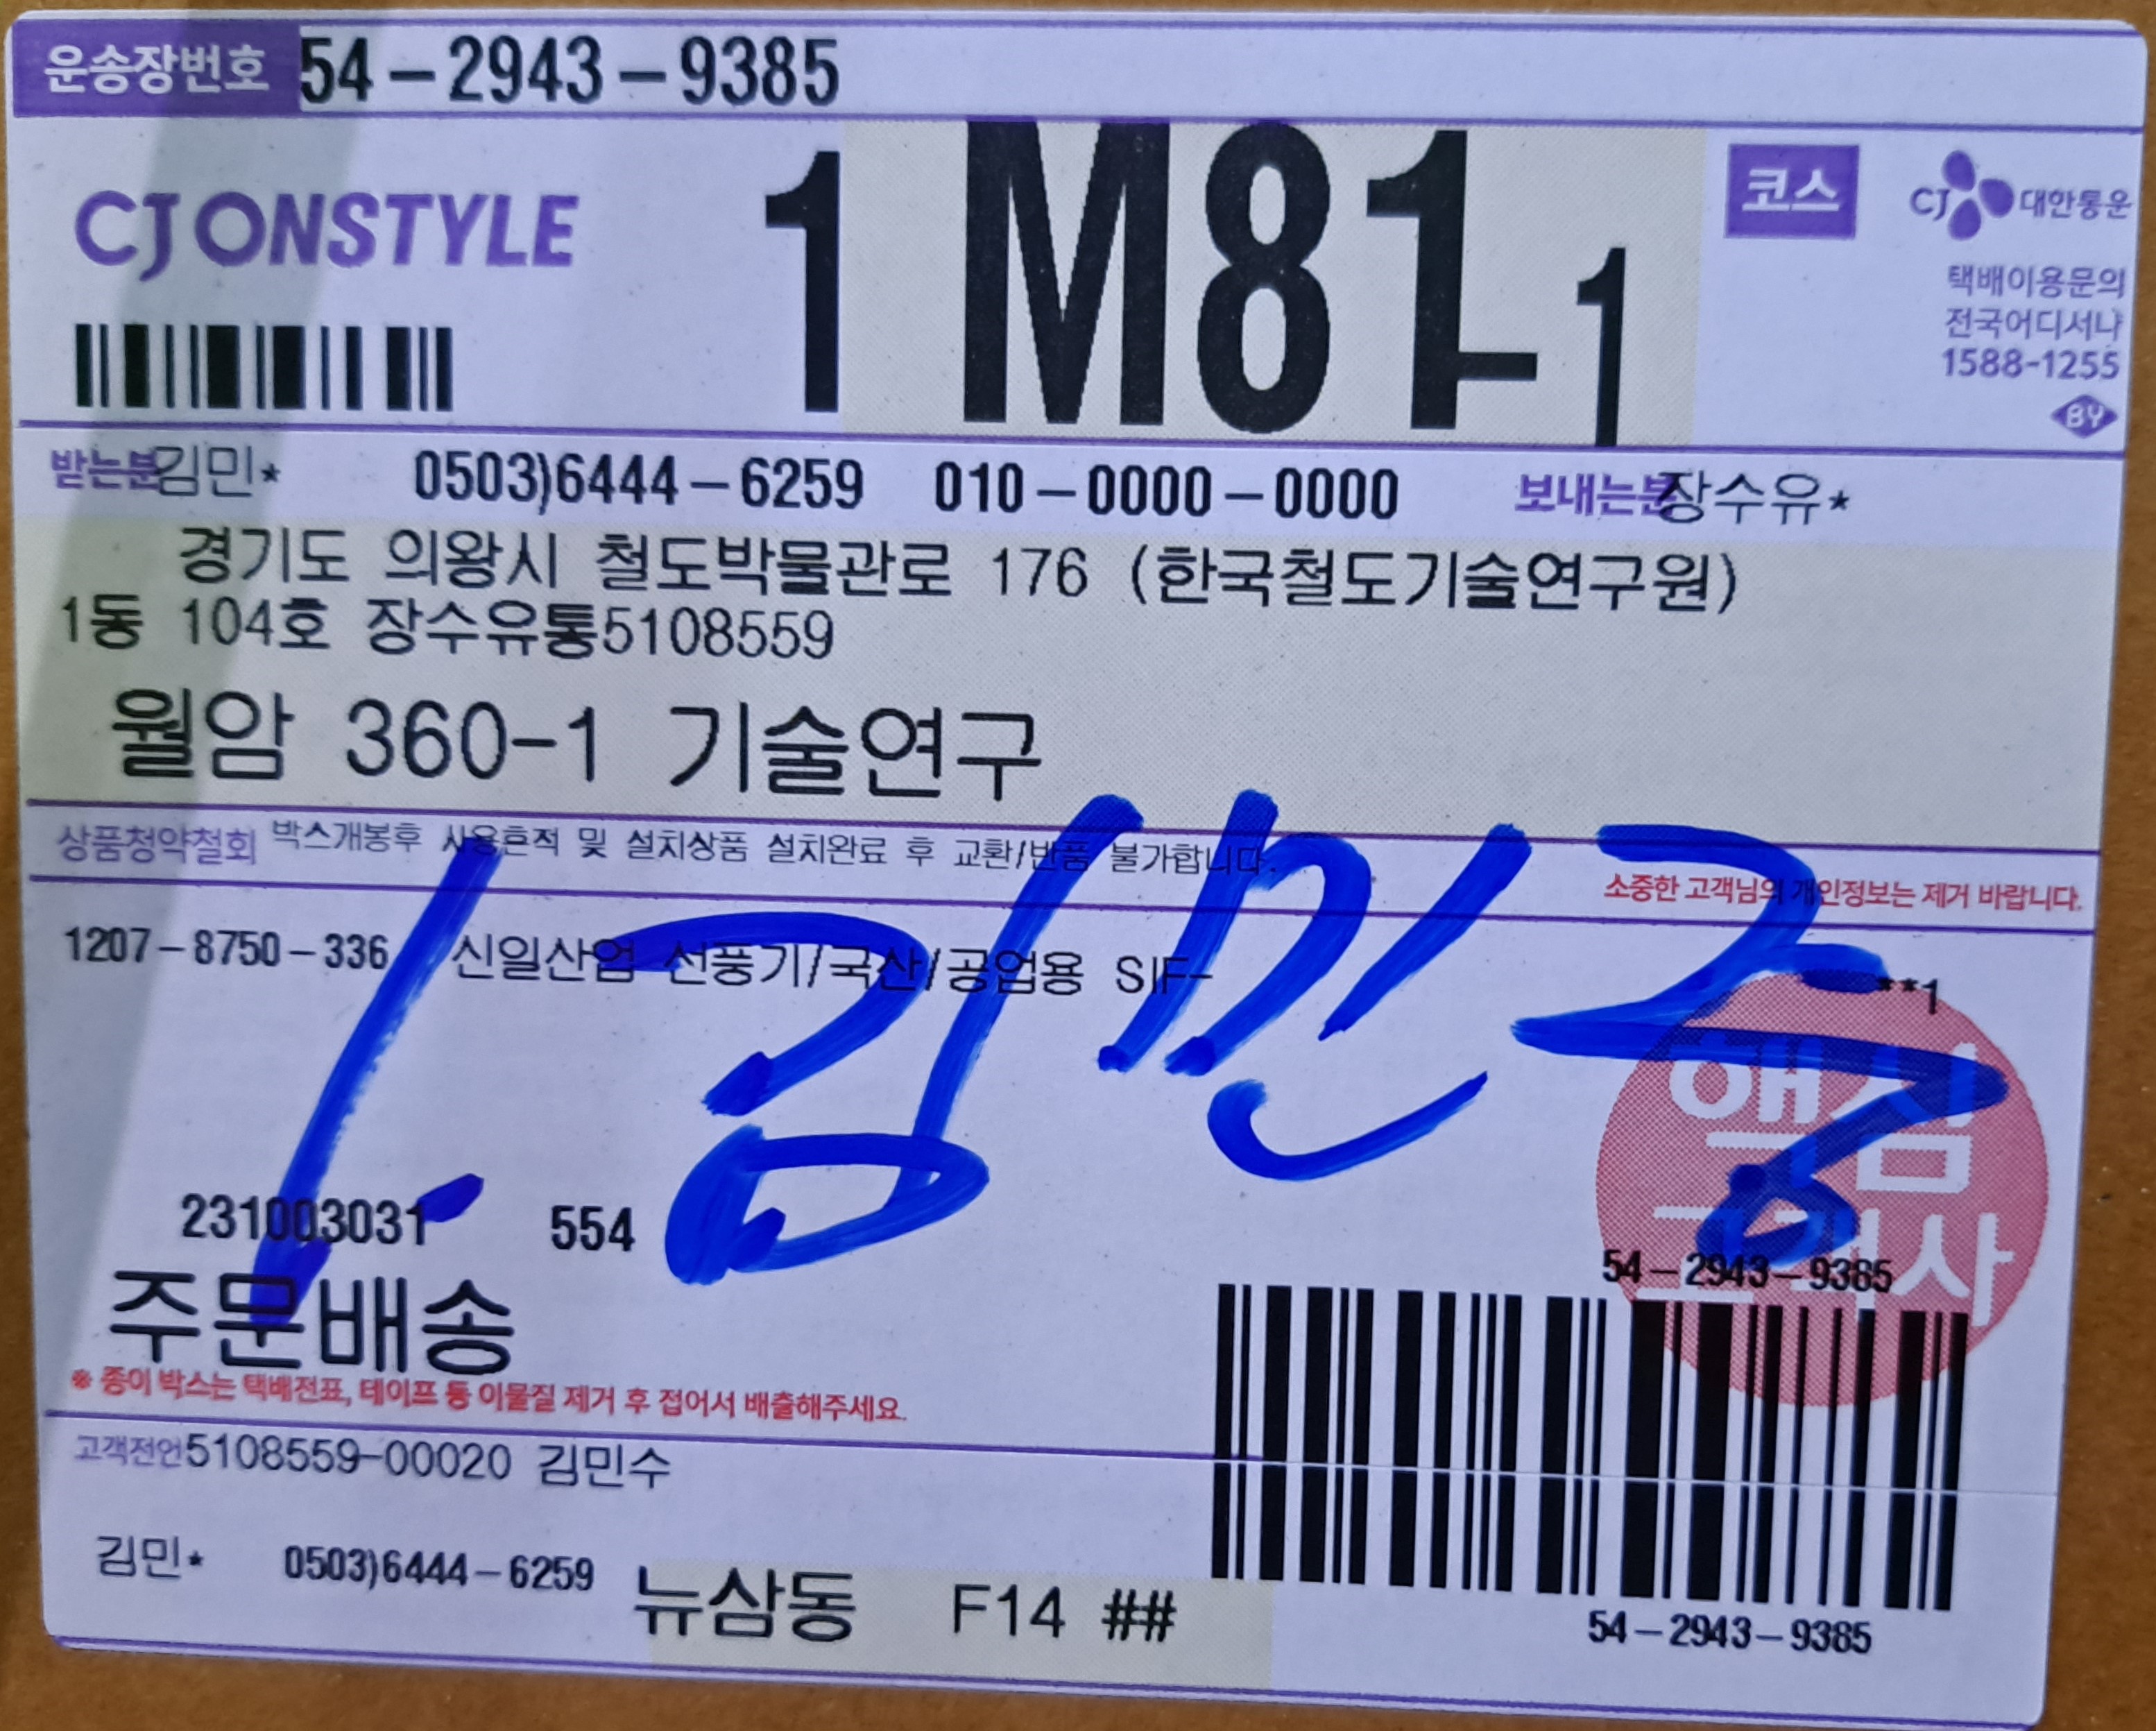 운송장번호 54-2943-9385
CJ ONSTYLE 1 M81-1 코스 CJ 대한통운
택배이용문의
전국어디서나
1588-1255
BY
받는분 김민* 0503)6444-6259 010-0000-0000 보내는분 장수유*
경기도 의왕시 철도박물관로 176 (한국철도기술연구원)
1동 104호 장수유통5108559
월암 360-1 기술연구
상품청약철회 박스개봉후 사용흔적 및 설치상품 설치완료 후 교환/반품 불가합니다.
소중한 고객님의 개인정보는 제거 바랍니다.
1207-8750-336 신일산업 선풍기/국산/공업용 SIF- **1
1. 김민중
핵심
고객사
231003031 554
주문배송
54-2943-9385
※ 종이 박스는 택배전표, 테이프 등 이물질 제거 후 접어서 배출해주세요.
고객전언 5108559-00020 김민수
김민* 0503)6444-6259 뉴삼동 F14 ##
54-2943-9385